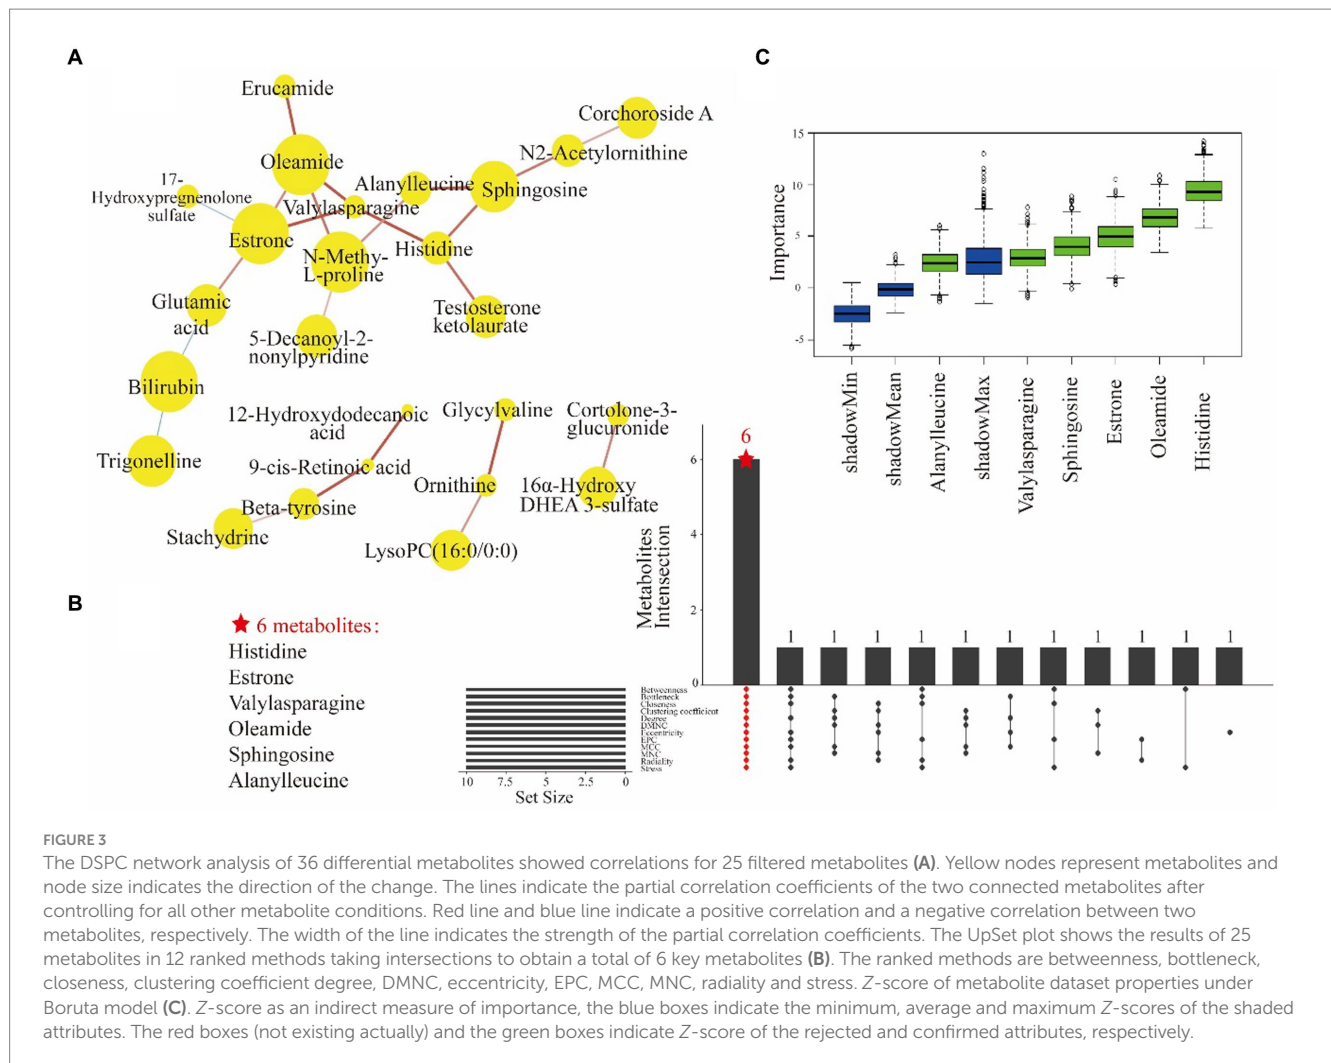 A
Erucamide
Corchoroside A
Oleamide
N2-Acetylornithine
17-
Hydroxypregnenolone
sulfate
Alanylleucine
Sphingosine
Valylasparagine
Estrone
N-Methy-
L-proline
Histidine
Glutamic
acid
Testosterone
ketolaurate
5-Decanoyl-2-
nonylpyridine
Bilirubin
12-Hydroxydodecanoic
acid
Glycylvaline
Cortolone-3-
glucuronide
Trigonelline
9-cis-Retinoic acid
Ornithine
16α-Hydroxy
DHEA 3-sulfate
Beta-tyrosine
Stachydrine
LysoPC(16:0/0:0)
C
Importance
15
10
5
0
-5
shadowMin
shadowMean
Alanylleucine
shadowMax
Valylasparagine
Sphingosine
Estrone
Oleamide
Histidine
B
★ 6 metabolites:
Histidine
Estrone
Valylasparagine
Oleamide
Sphingosine
Alanylleucine
Metabolites
Intensection
6
4
2
0
6
1 1 1 1 1 1 1 1 1 1 1
Betweenness
Bottleneck
Closeness
Clustering coefficient
Degree
DMNC
Eccentricity
EPC
MCC
MNC
Radiality
Stress
10 7.5 5 2.5 0
Set Size
FIGURE 3
The DSPC network analysis of 36 differential metabolites showed correlations for 25 filtered metabolites (A). Yellow nodes represent metabolites and
node size indicates the direction of the change. The lines indicate the partial correlation coefficients of the two connected metabolites after
controlling for all other metabolite conditions. Red line and blue line indicate a positive correlation and a negative correlation between two
metabolites, respectively. The width of the line indicates the strength of the partial correlation coefficients. The UpSet plot shows the results of 25
metabolites in 12 ranked methods taking intersections to obtain a total of 6 key metabolites (B). The ranked methods are betweenness, bottleneck,
closeness, clustering coefficient degree, DMNC, eccentricity, EPC, MCC, MNC, radiality and stress. Z-score of metabolite dataset properties under
Boruta model (C). Z-score as an indirect measure of importance, the blue boxes indicate the minimum, average and maximum Z-scores of the shaded
attributes. The red boxes (not existing actually) and the green boxes indicate Z-score of the rejected and confirmed attributes, respectively.